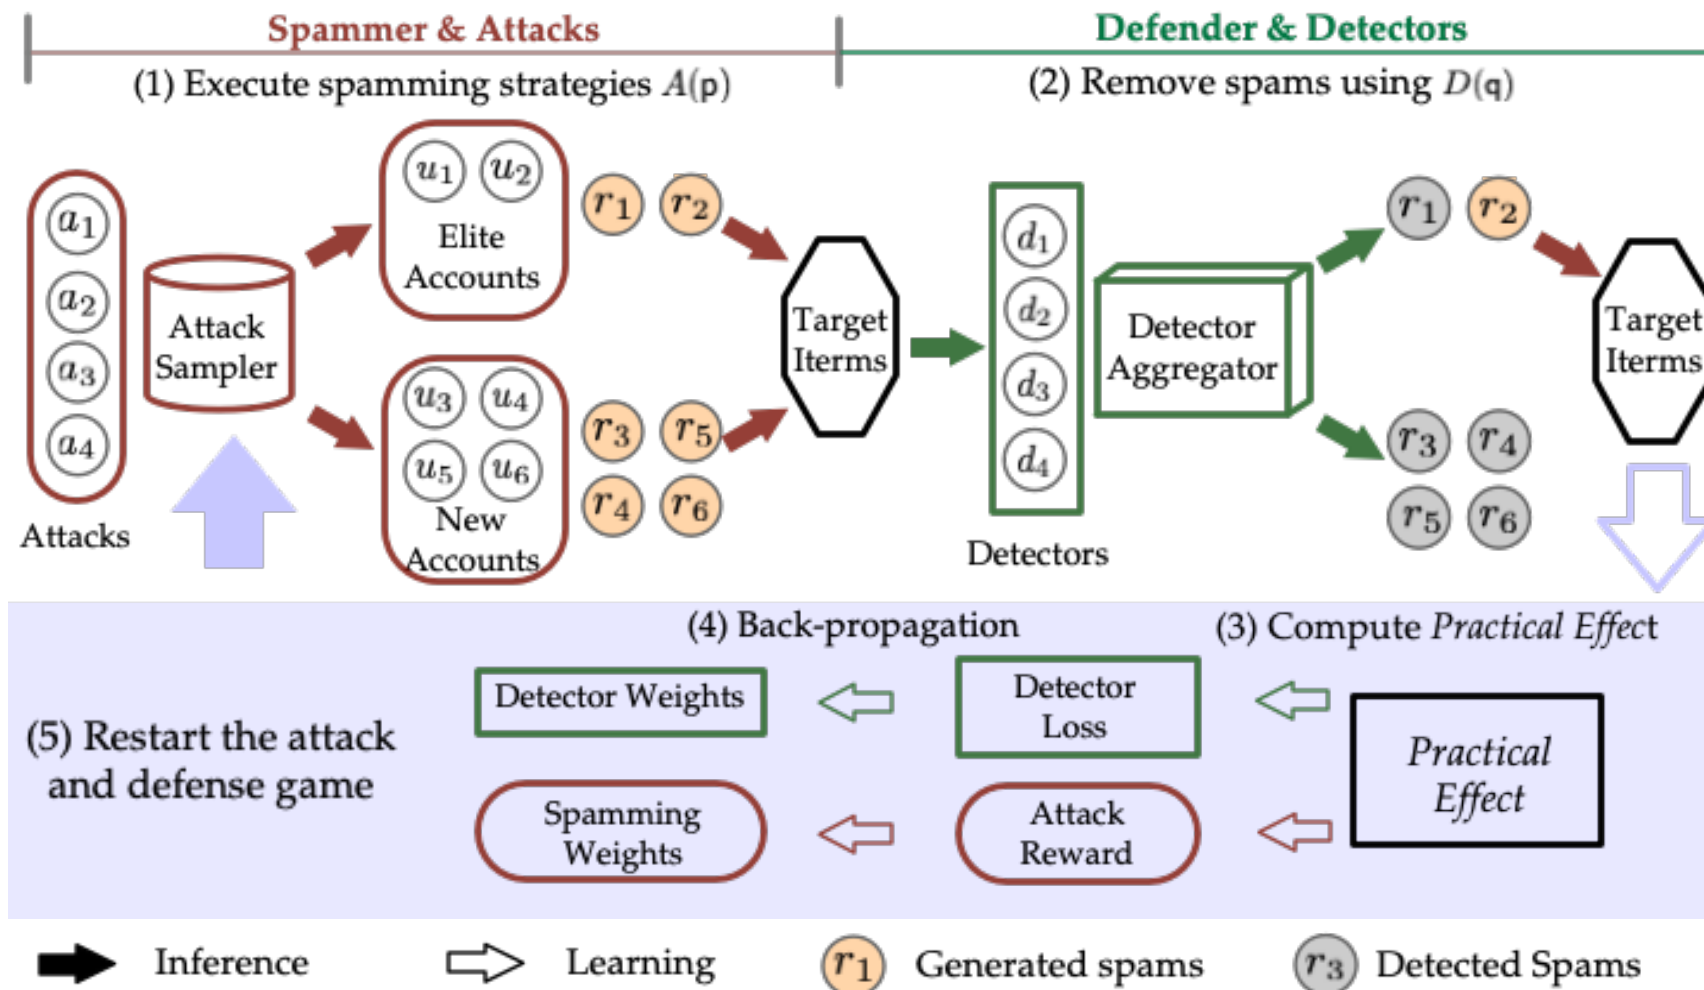 Spammer & Attacks
Defender & Detectors
(1) Execute spamming strategies A(p)
(2) Remove spams using D(q)
a1
a2
a3
a4
Attacks
Attack
Sampler
u1 u2
Elite
Accounts
r1 r2
u3 u4
u5 u6
New
Accounts
r3 r5
r4 r6
Target
Iterms
d1
d2
d3
d4
Detectors
Detector
Aggregator
r1 r2
r3 r4
r5 r6
Target
Iterms
(4) Back-propagation
(3) Compute Practical Effect
(5) Restart the attack
and defense game
Detector Weights
Detector
Loss
Practical
Effect
Spamming
Weights
Attack
Reward
Inference
Learning
r1 Generated spams
r3 Detected Spams